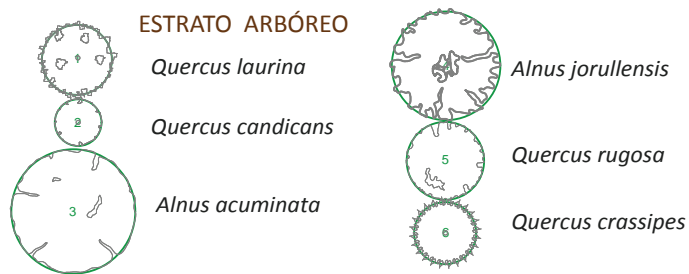 ESTRATO ARBÓREO
Quercus laurina
2
Quercus candicans
3
Alnus acuminata
Alnus jorullensis
5
Quercus rugosa
6
Quercus crassipes